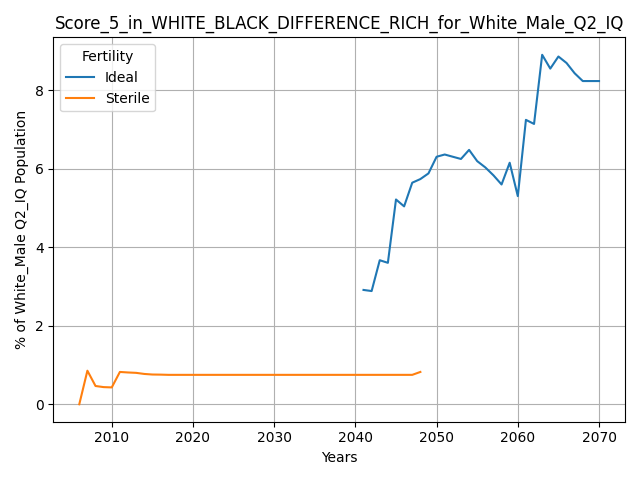 Score_5_in_WHITE_BLACK_DIFFERENCE_RICH_for_White_Male_Q2_IQ
Fertility
Ideal
Sterile
% of White_Male Q2_IQ Population
8
6
4
2
0
2010 2020 2030 2040 2050 2060 2070
Years